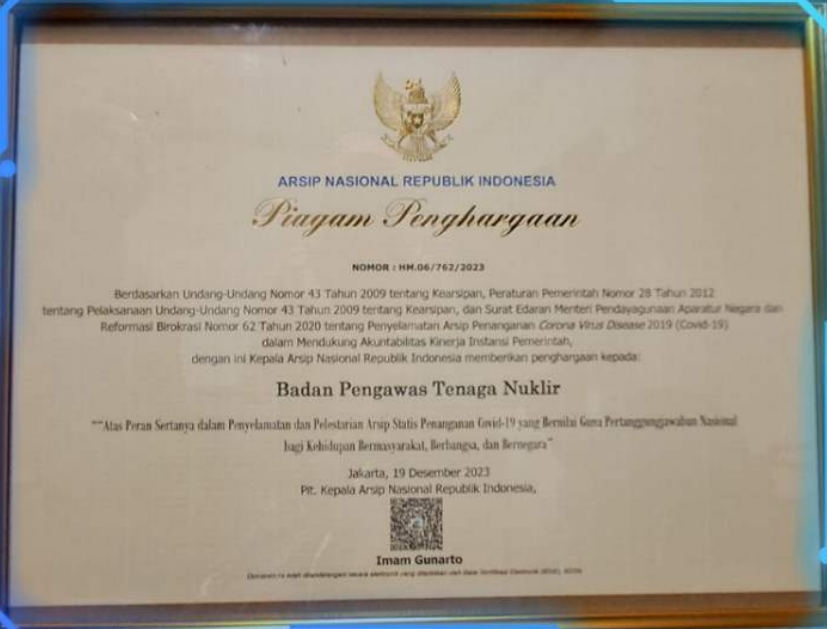 ARSIP NASIONAL REPUBLIK INDONESIA
Piagam Penghargaan
NOMOR : HM.06/762/2023
Berdasarkan Undang-Undang Nomor 43 Tahun 2009 tentang Kearsipan, Peraturan Pemerintah Nomor 28 Tahun 2012
tentang Pelaksanaan Undang-Undang Nomor 43 Tahun 2009 tentang Kearsipan, dan Surat Edaran Menteri Pendayagunaan Aparatur Negara dan
Reformasi Birokrasi Nomor 62 Tahun 2020 tentang Penyelamatan Arsip Penanganan Corona Virus Disease 2019 (Covid-19)
dalam Mendukung Akuntabilitas Kinerja Instansi Pemerintah,
dengan ini Kepala Arsip Nasional Republik Indonesia memberikan penghargaan kepada:
Badan Pengawas Tenaga Nuklir
""Atas Peran Sertanya dalam Penyelamatan dan Pelestarian Arsip Statis Penanganan Covid-19 yang Bernilai Guna Pertanggungjawaban Nasional
bagi Kehidupan Bermasyarakat, Berbangsa, dan Bernegara"
Jakarta, 19 Desember 2023
Plt. Kepala Arsip Nasional Republik Indonesia,
Imam Gunarto